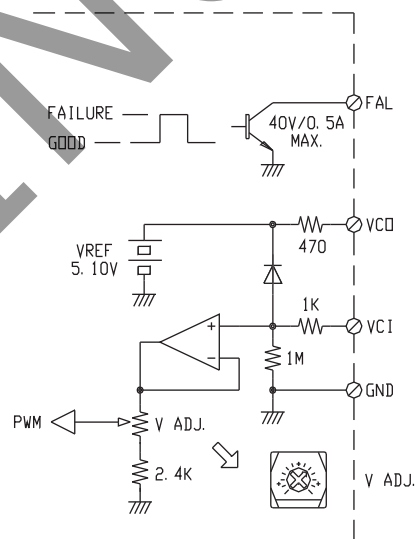 FAILURE
GOOD
40V/0.5A
MAX.
FAL
VCO
470
VREF
5.10V
1K
VCI
+
-
1M
GND
PWM
V ADJ.
2.4K
V ADJ.